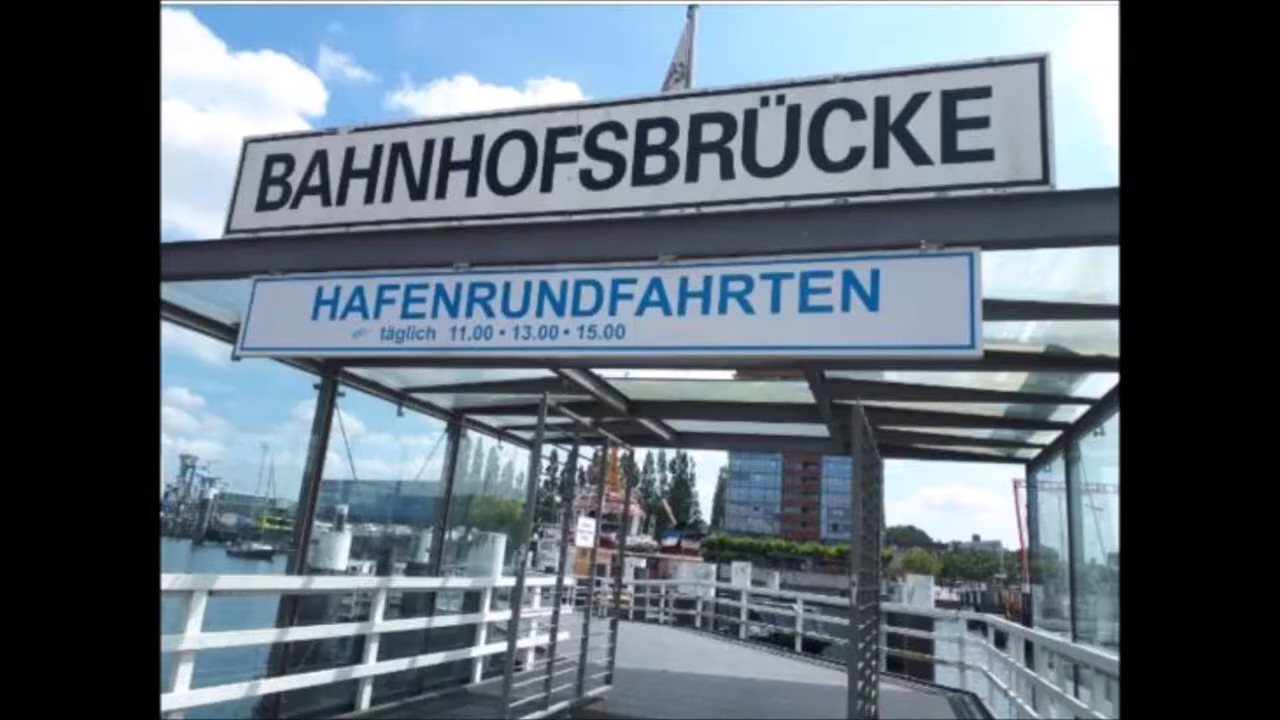 BAHNHOFSBRÜCKE
HAFENRUNDFAHRTEN
täglich 11.00 • 13.00 • 15.00